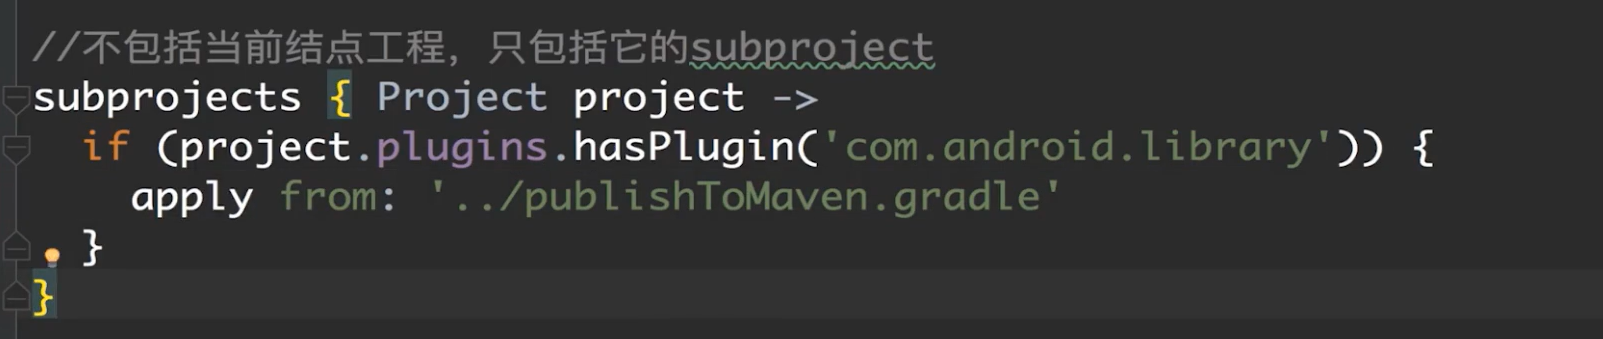 //不包括当前结点工程，只包括它的subproject
subprojects { Project project ->
if (project.plugins.hasPlugin('com.android.library')) {
apply from: '../publishToMaven.gradle'
}
}